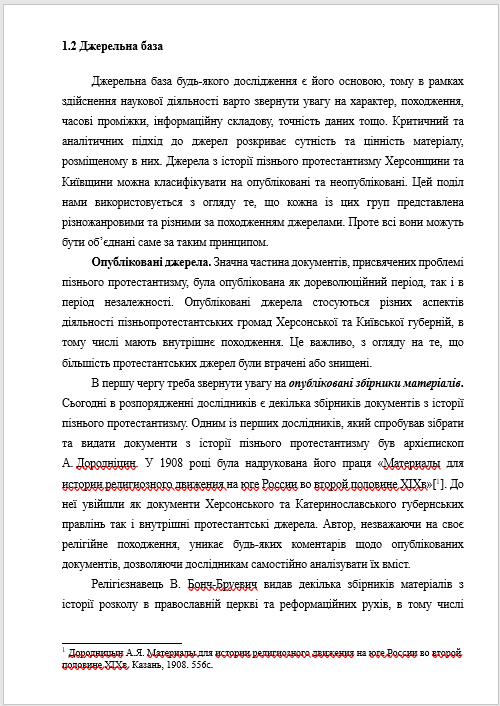 1.2 Джерельна база
Джерельна база будь-якого дослідження є його основою, тому в рамках
здійснення наукової діяльності варто звернути увагу на характер, походження,
часові проміжки, інформаційну складову, точність даних тощо. Критичний та
аналітичних підхід до джерел розкриває сутність та цінність матеріалу,
розміщеному в них. Джерела з історії пізнього протестантизму Херсонщини та
Київщини можна класифікувати на опубліковані та неопубліковані. Цей поділ
нами використовується з огляду те, що кожна із цих груп представлена
різножанровими та різними за походженням джерелами. Проте всі вони можуть
бути об’єднані саме за таким принципом.
Опубліковані джерела. Значна частина документів, присвячених проблемі
пізнього протестантизму, була опублікована як дореволюційний період, так і в
період незалежності. Опубліковані джерела стосуються різних аспектів
діяльності пізньопротестантських громад Херсонської та Київської губерній, в
тому числі мають внутрішнє походження. Це важливо, з огляду на те, що
більшість протестантських джерел були втрачені або знищені.
В першу чергу треба звернути увагу на опубліковані збірники матеріалів.
Сьогодні в розпорядженні дослідників є декілька збірників документів з історії
пізнього протестантизму. Одним із перших дослідників, який спробував зібрати
та видати документи з історії пізнього протестантизму був архієпископ
А. Дородніцин. У 1908 році була надрукована його праця «Материалы для
истории религиозного движения на юге России во второй половине XIXв»[1]. До
неї увійшли як документи Херсонського та Катеринославського губернських
правлінь так і внутрішні протестантські джерела. Автор, незважаючи на своє
релігійне походження, уникає будь-яких коментарів щодо опублікованих
документів, дозволяючи дослідникам самостійно аналізувати їх вміст.
Релігієзнавець В. Бонч-Бруевич видав декілька збірників матеріалів з
історії розколу в православній церкві та реформаційних рухів, в тому числі
1 Дородницын А.Я. Материалы для истории религиозного движения на юге России во второй
половине XIXв. Казань, 1908. 556с.